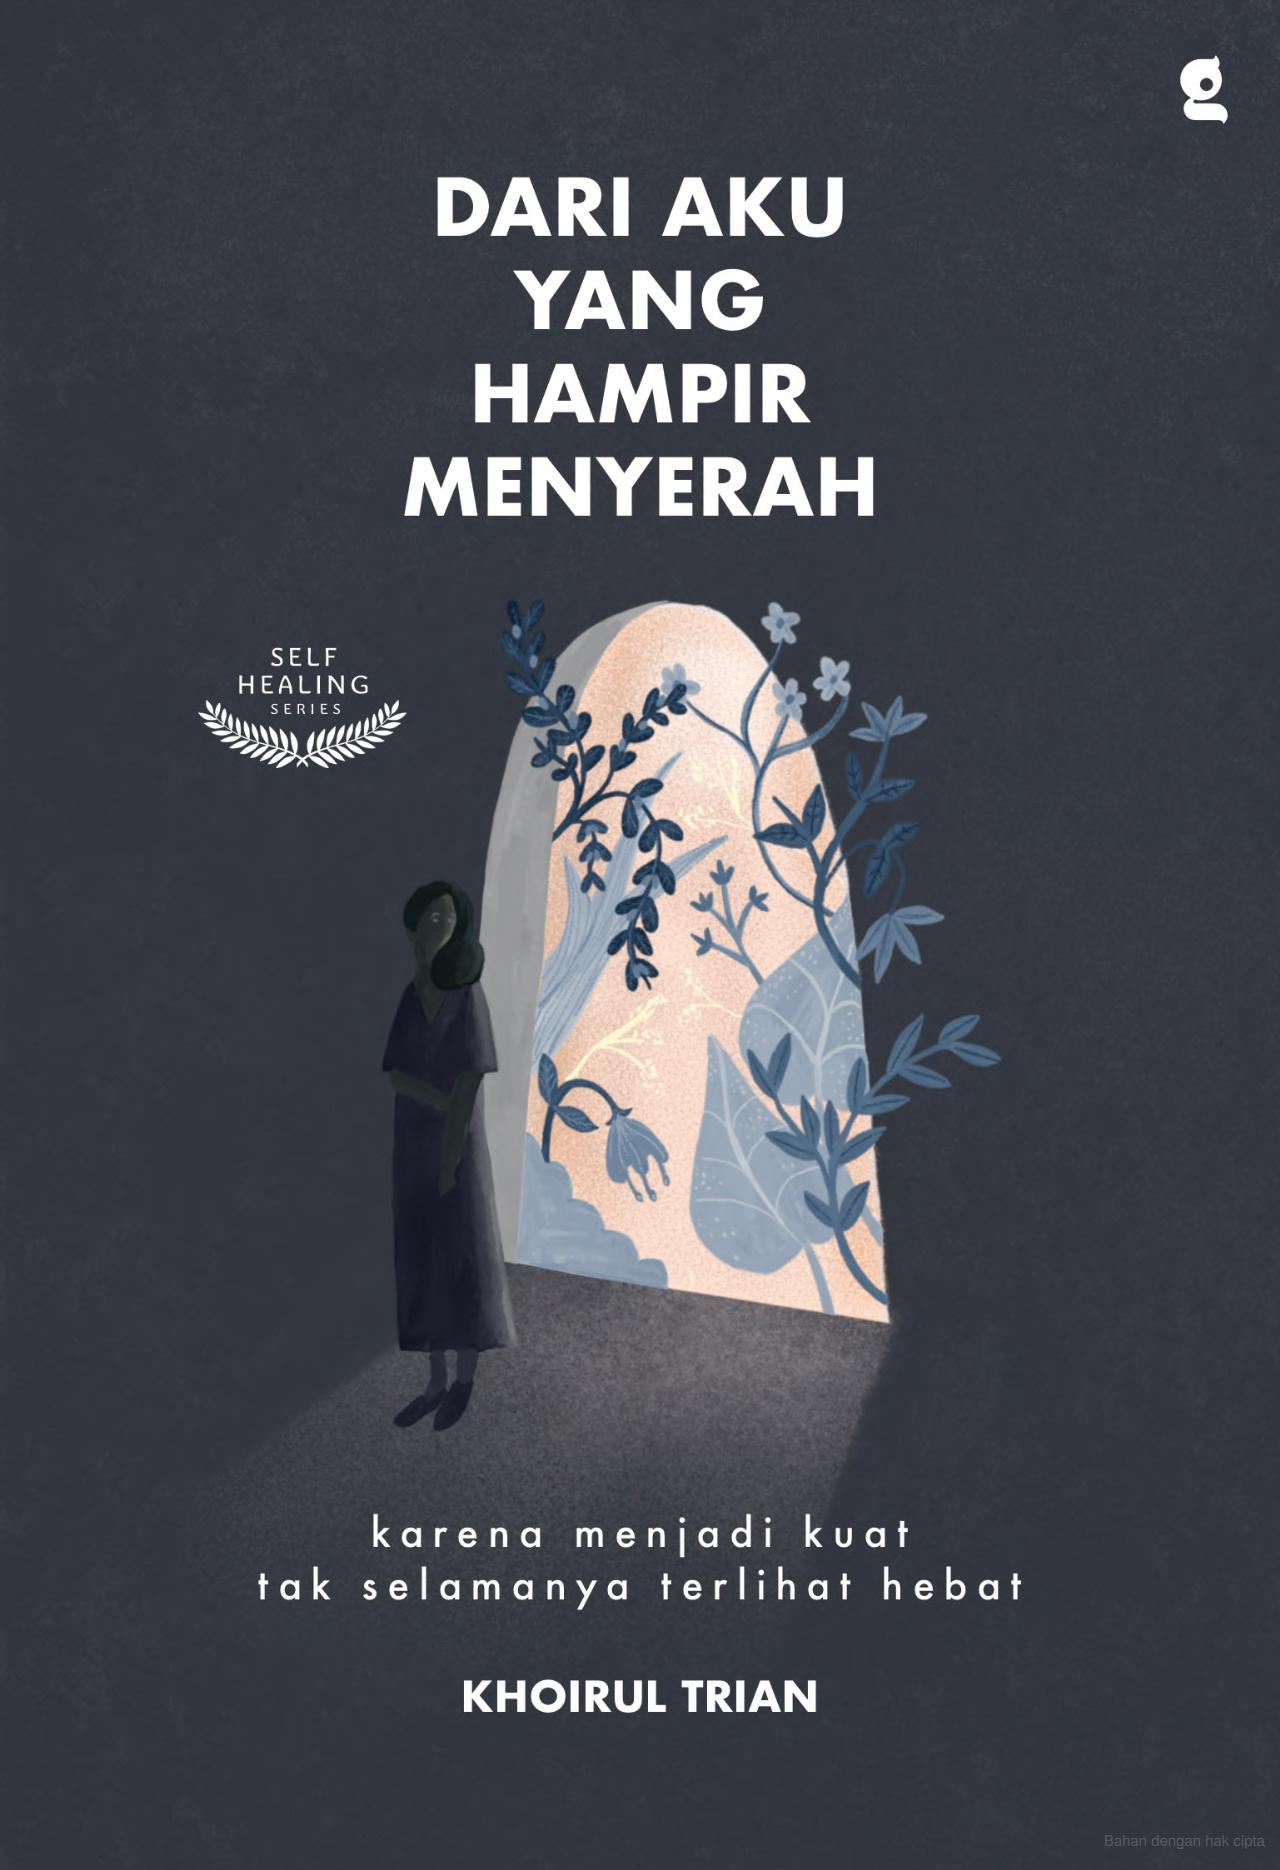 g
DARI AKU
YANG
HAMPIR
MENYERAH
SELF
HEALING
SERIES
karena menjadi kuat
tak selamanya terlihat hebat
KHOIRUL TRIAN
Bahan dengan hak cipta